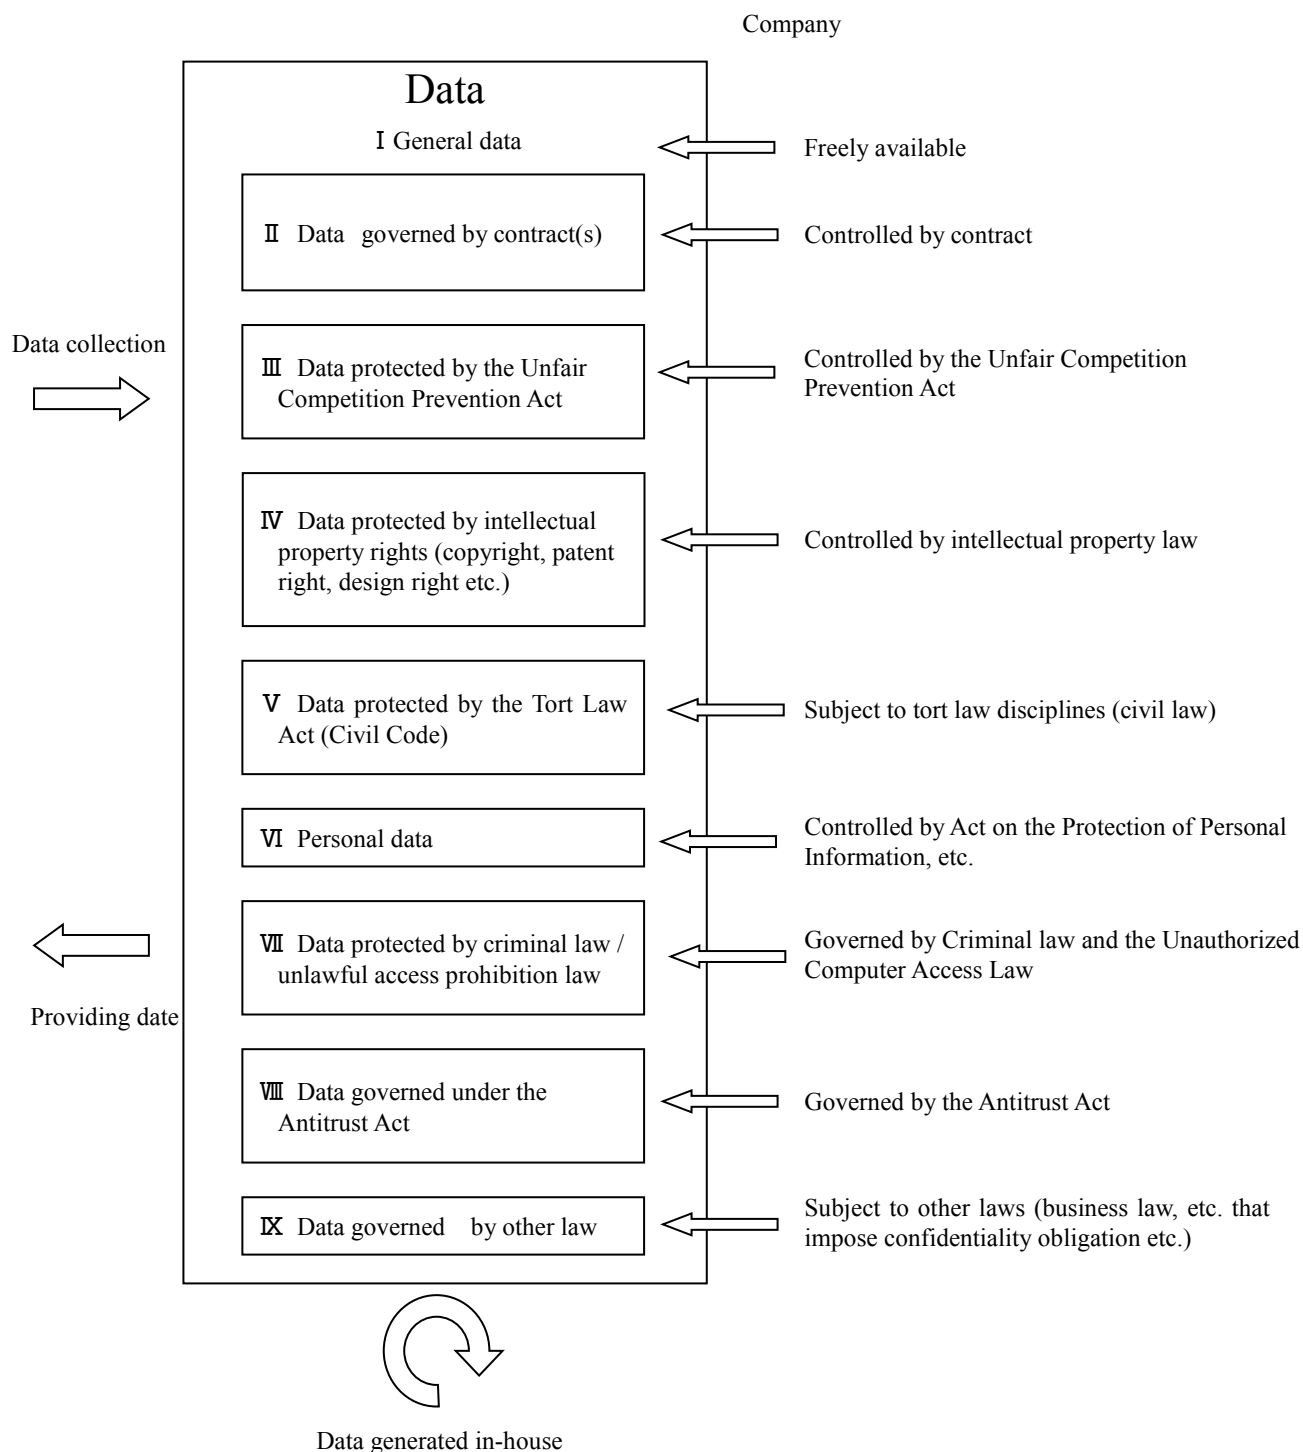 Company
Data
Ⅰ General data
Freely available
Ⅱ Data governed by contract(s)
Controlled by contract
Data collection
Ⅲ Data protected by the Unfair
Competition Prevention Act
Controlled by the Unfair Competition
Prevention Act
Ⅳ Data protected by intellectual
property rights (copyright, patent
right, design right etc.)
Controlled by intellectual property law
Ⅴ Data protected by the Tort Law
Act (Civil Code)
Subject to tort law disciplines (civil law)
Ⅵ Personal data
Controlled by Act on the Protection of Personal
Information, etc.
Ⅶ Data protected by criminal law /
unlawful access prohibition law
Governed by Criminal law and the Unauthorized
Computer Access Law
Providing date
Ⅷ Data governed under the
Antitrust Act
Governed by the Antitrust Act
Ⅸ Data governed by other law
Subject to other laws (business law, etc. that
impose confidentiality obligation etc.)
Data generated in-house